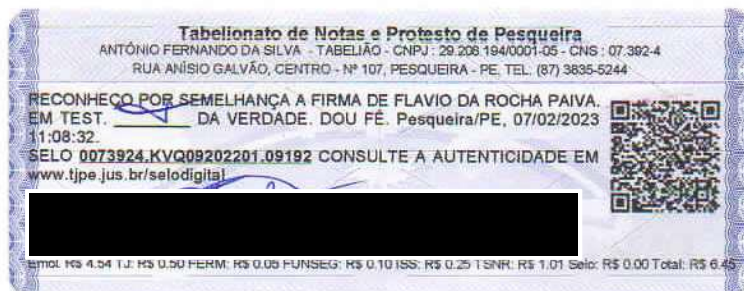 Tabelionato de Notas e Protesto de Pesqueira
ANTÔNIO FERNANDO DA SILVA - TABELIÃO - CNPJ : 29.208 194/0001-05 - CNS : 07.392-4
RUA ANÍSIO GALVÃO, CENTRO - Nº 107, PESQUEIRA - PE, TEL. (87) 3835-5244
RECONHEÇO POR SEMELHANÇA A FIRMA DE FLAVIO DA ROCHA PAIVA.
EM TEST. DA VERDADE. DOU FÉ. Pesqueira/PE, 07/02/2023
11:08:32.
SELO 0073924.KVQ09202201.09192 CONSULTE A AUTENTICIDADE EM
www.tjpe.jus.br/selodigital
Emol. R$ 4.54 TJ: R$ 0.50 FERM: R$ 0.05 FUNSEG: R$ 0.10 ISS: R$ 0.25 TSNR: R$ 1.01 Selo: R$ 0.00 Total: R$ 6.45